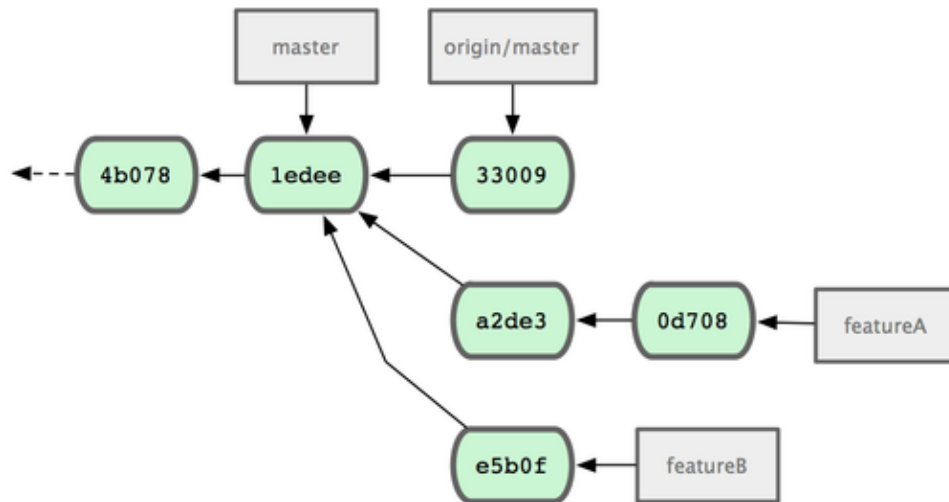 master
origin/master
4b078
1edee
33009
a2de3
0d708
featureA
e5b0f
featureB